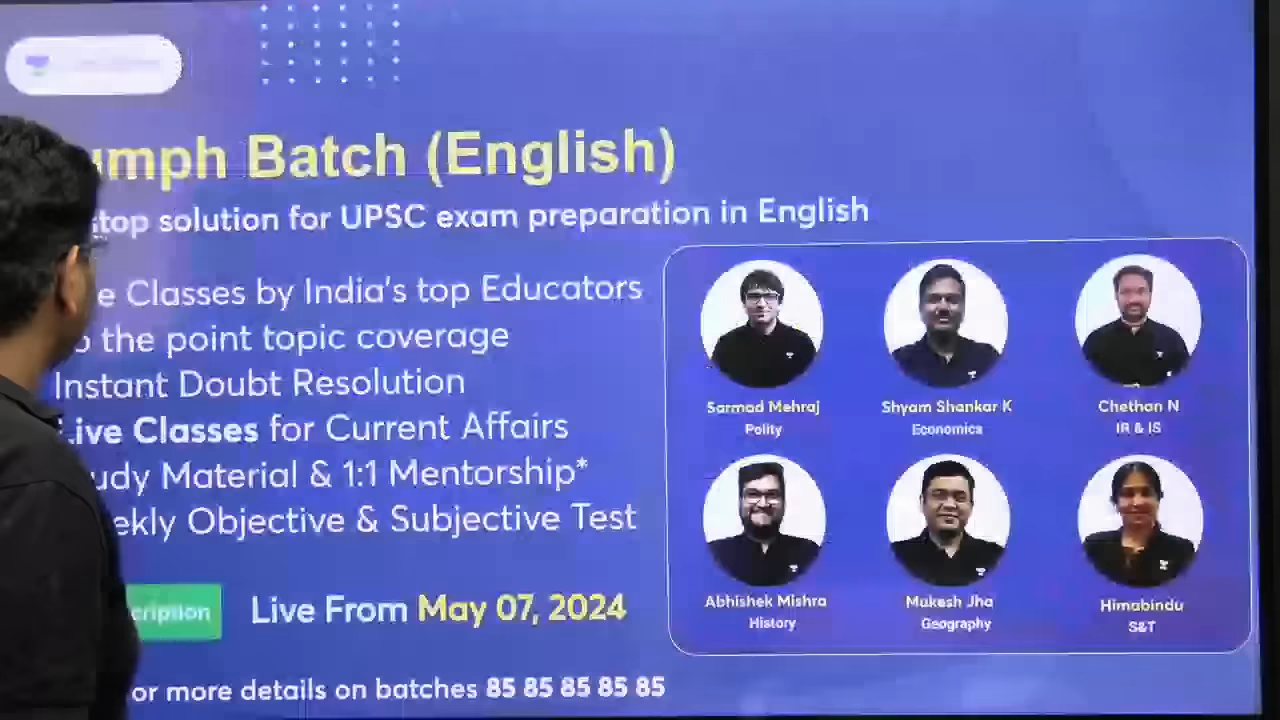 umph Batch (English)
stop solution for UPSC exam preparation in English
e Classes by India's top Educators
o the point topic coverage
Instant Doubt Resolution
Live Classes for Current Affairs
udy Material & 1:1 Mentorship*
ekly Objective & Subjective Test
cription
Live From May 07, 2024
or more details on batches 85 85 85 85 85
Sarmad Mehraj
Polity
Shyam Shankar K
Economics
Chethan N
IR & IS
Abhishek Mishra
History
Mukesh Jha
Geography
Himabindu
S&T